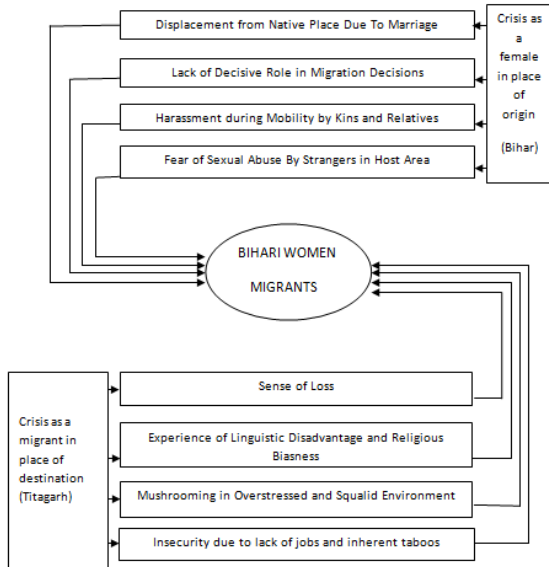 Displacement from Native Place Due To Marriage
Crisis as
a
female
in place
of
origin
(Bihar)
Lack of Decisive Role in Migration Decisions
Harassment during Mobility by Kins and Relatives
Fear of Sexual Abuse By Strangers in Host Area
BIHARI WOMEN
MIGRANTS
Crisis as a
migrant in
place of
destination
(Titagarh)
Sense of Loss
Experience of Linguistic Disadvantage and Religious
Biasness
Mushrooming in Overstressed and Squalid Environment
Insecurity due to lack of jobs and inherent taboos